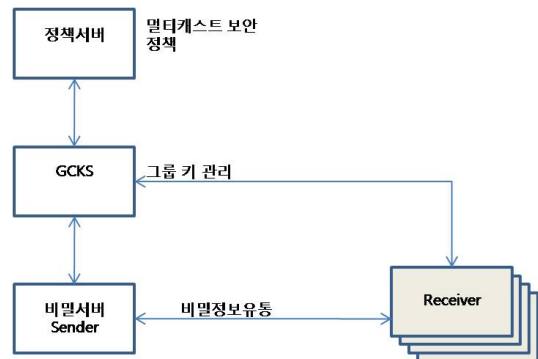 정책서버
멀티캐스트 보안
정책
GCKS
그룹 키 관리
비밀서버
Sender
비밀정보유통
Receiver